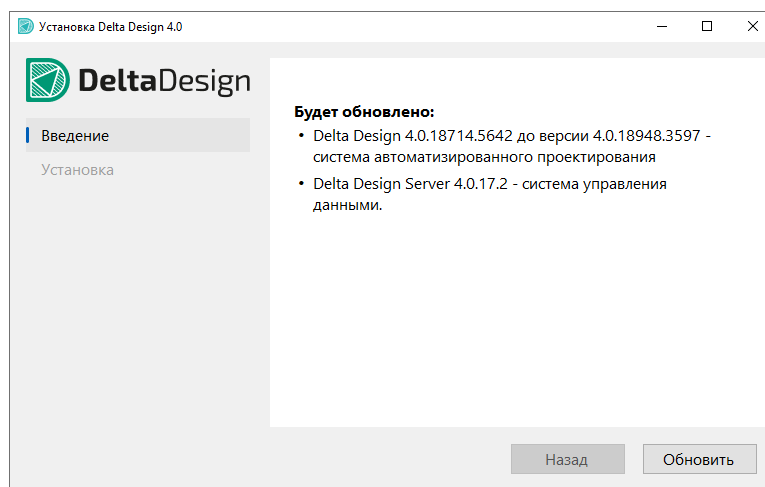 Установка Delta Design 4.0
DeltaDesign
Введение
Установка
Будет обновлено:
• Delta Design 4.0.18714.5642 до версии 4.0.18948.3597 -
система автоматизированного проектирования
• Delta Design Server 4.0.17.2 - система управления
данными.
Назад
Обновить